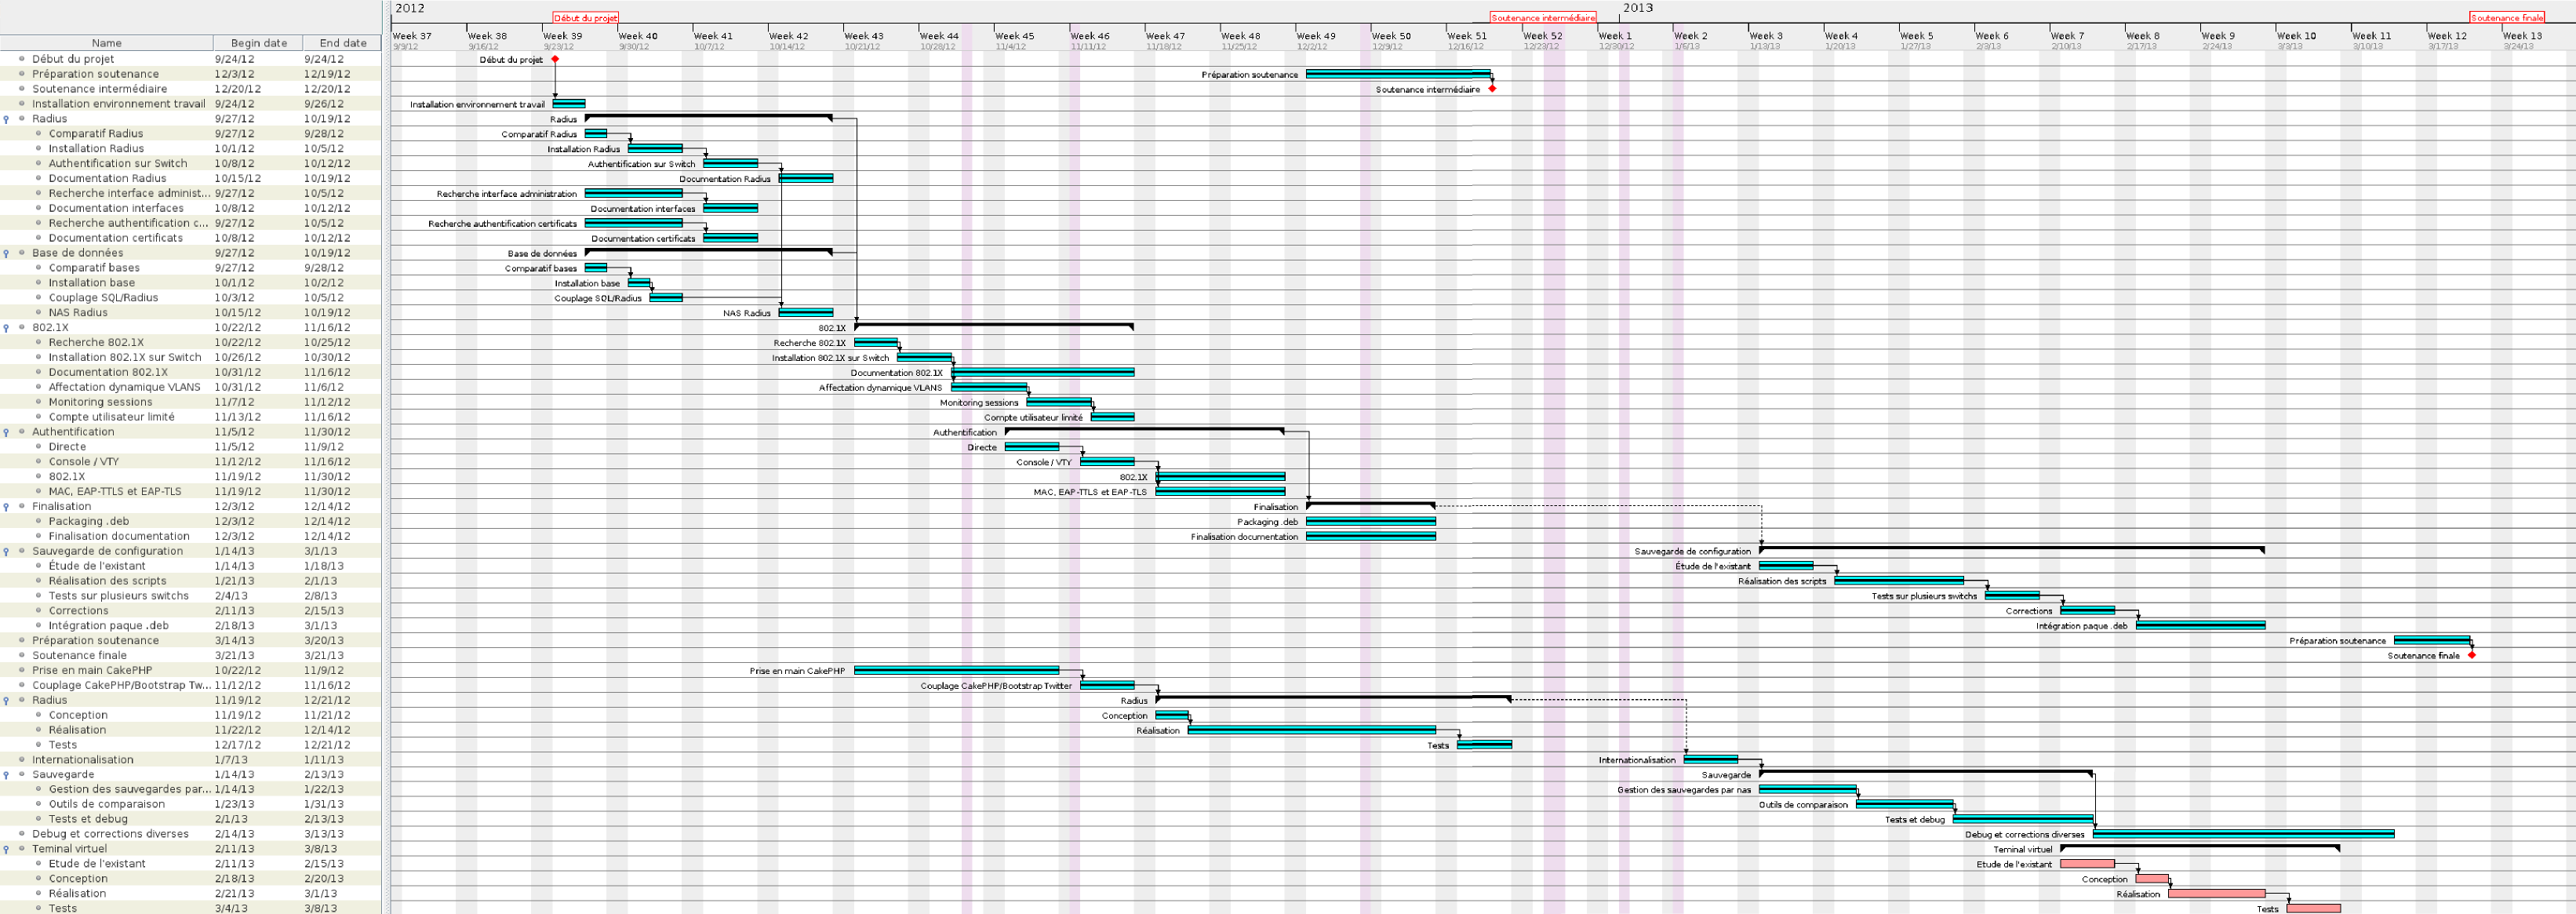 2012
2013
Début du projet
Soutenance intermédiaire
Soutenance finale
Name Begin date End date
Week 37 Week 38 Week 39 Week 40 Week 41 Week 42 Week 43 Week 44 Week 45 Week 46 Week 47 Week 48 Week 49 Week 50 Week 51 Week 52 Week 1 Week 2 Week 3 Week 4 Week 5 Week 6 Week 7 Week 8 Week 9 Week 10 Week 11 Week 12 Week 13
9/9/12 9/16/12 9/23/12 9/30/12 10/7/12 10/14/12 10/21/12 10/28/12 11/4/12 11/11/12 11/18/12 11/25/12 12/2/12 12/9/12 12/16/12 12/23/12 12/30/12 1/6/13 1/13/13 1/20/13 1/27/13 2/3/13 2/10/13 2/17/13 2/24/13 3/3/13 3/10/13 3/17/13 3/24/13
Début du projet 9/24/12 9/24/12 Début du projet
Préparation soutenance 12/3/12 12/19/12 Préparation soutenance
Soutenance intermédiaire 12/20/12 12/20/12 Soutenance intermédiaire
Installation environnement travail 9/24/12 9/26/12 Installation environnement travail
Radius 9/27/12 10/19/12 Radius
Comparatif Radius 9/27/12 9/28/12 Comparatif Radius
Installation Radius 10/1/12 10/5/12 Installation Radius
Authentification sur Switch 10/8/12 10/12/12 Authentification sur Switch
Documentation Radius 10/15/12 10/19/12 Documentation Radius
Recherche interface administ... 9/27/12 10/5/12 Recherche interface administration
Documentation interfaces 10/8/12 10/12/12 Documentation interfaces
Recherche authentification c... 9/27/12 10/5/12 Recherche authentification certificats
Documentation certificats 10/8/12 10/12/12 Documentation certificats
Base de données 9/27/12 10/19/12 Base de données
Comparatif bases 9/27/12 9/28/12 Comparatif bases
Installation base 10/1/12 10/2/12 Installation base
Couplage SQL/Radius 10/3/12 10/5/12 Couplage SQL/Radius
NAS Radius 10/15/12 10/19/12 NAS Radius
802.1X 10/22/12 11/16/12 802.1X
Recherche 802.1X 10/22/12 10/25/12 Recherche 802.1X
Installation 802.1X sur Switch 10/26/12 10/30/12 Installation 802.1X sur Switch
Documentation 802.1X 10/31/12 11/16/12 Documentation 802.1X
Affectation dynamique VLANS 10/31/12 11/6/12 Affectation dynamique VLANS
Monitoring sessions 11/7/12 11/12/12 Monitoring sessions
Compte utilisateur limité 11/13/12 11/16/12 Compte utilisateur limité
Authentification 11/5/12 11/30/12 Authentification
Directe 11/5/12 11/9/12 Directe
Console / VTY 11/12/12 11/16/12 Console / VTY
802.1X 11/19/12 11/30/12 802.1X
MAC, EAP-TTLS et EAP-TLS 11/19/12 11/30/12 MAC, EAP-TTLS et EAP-TLS
Finalisation 12/3/12 12/14/12 Finalisation
Packaging .deb 12/3/12 12/14/12 Packaging .deb
Finalisation documentation 12/3/12 12/14/12 Finalisation documentation
Sauvegarde de configuration 1/14/13 3/1/13 Sauvegarde de configuration
Étude de l'existant 1/14/13 1/18/13 Étude de l'existant
Réalisation des scripts 1/21/13 2/1/13 Réalisation des scripts
Tests sur plusieurs switchs 2/4/13 2/8/13 Tests sur plusieurs switchs
Corrections 2/11/13 2/15/13 Corrections
Intégration paque .deb 2/18/13 3/1/13 Intégration paque .deb
Préparation soutenance 3/14/13 3/20/13 Préparation soutenance
Soutenance finale 3/21/13 3/21/13 Soutenance finale
Prise en main CakePHP 10/22/12 11/9/12 Prise en main CakePHP
Couplage CakePHP/Bootstrap Tw... 11/12/12 11/16/12 Couplage CakePHP/Bootstrap Twitter
Radius 11/19/12 12/21/12 Radius
Conception 11/19/12 11/21/12 Conception
Réalisation 11/22/12 12/14/12 Réalisation
Tests 12/17/12 12/21/12 Tests
Internationalisation 1/7/13 1/11/13 Internationalisation
Sauvegarde 1/14/13 2/13/13 Sauvegarde
Gestion des sauvegardes par... 1/14/13 1/22/13 Gestion des sauvegardes par nas
Outils de comparaison 1/23/13 1/31/13 Outils de comparaison
Tests et debug 2/1/13 2/13/13 Tests et debug
Debug et corrections diverses 2/14/13 3/13/13 Debug et corrections diverses
Teminal virtuel 2/11/13 3/8/13 Teminal virtuel
Etude de l'existant 2/11/13 2/15/13 Etude de l'existant
Conception 2/18/13 2/20/13 Conception
Réalisation 2/21/13 3/1/13 Réalisation
Tests 3/4/13 3/8/13 Tests